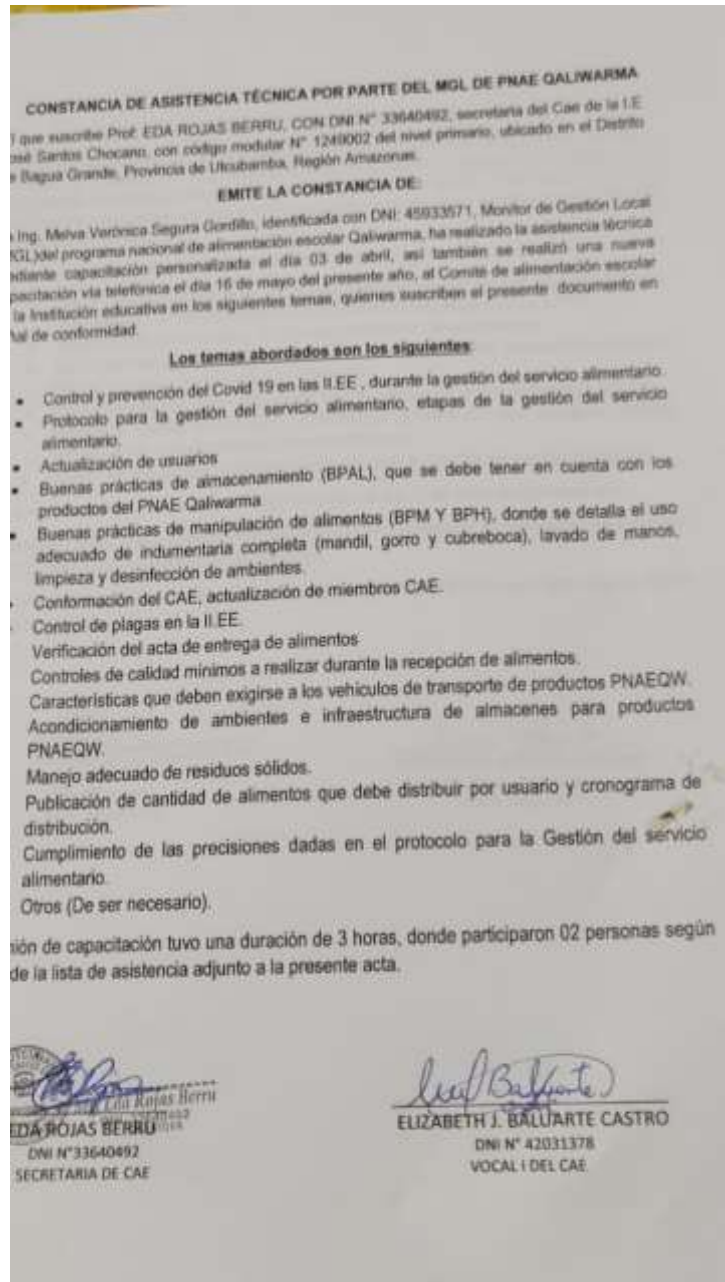 CONSTANCIA DE ASISTENCIA TÉCNICA POR PARTE DEL MGL DE PNAE QALIWARMA
que suscribe Prof. EDA ROJAS BERRU, CON DNI N° 33640492, secretaria del Cae de la I.E
José Santos Chocano, con código modular N° 1249002 del nivel primario, ubicado en el Distrito
Bagua Grande, Provincia de Utcubamba, Región Amazonas.
EMITE LA CONSTANCIA DE:
Ing. Melva Verónica Segura Gordillo, identificada con DNI: 45933571, Monitor de Gestión Local
GL)del programa nacional de alimentación escolar Qaliwarma, ha realizado la asistencia técnica
ediante capacitación personalizada el día 03 de abril, así también se realizó una nueva
pacitación vía telefónica el día 16 de mayo del presente año, al Comité de alimentación escolar
la Institución educativa en los siguientes temas, quienes suscriben el presente documento en
al de conformidad.
Los temas abordados son los siguientes:
• Control y prevención del Covid 19 en las II.EE , durante la gestión del servicio alimentario.
• Protocolo para la gestión del servicio alimentario, etapas de la gestión del servicio
alimentario.
• Actualización de usuarios
• Buenas prácticas de almacenamiento (BPAL), que se debe tener en cuenta con los
productos del PNAE Qaliwarma
• Buenas prácticas de manipulación de alimentos (BPM Y BPH), donde se detalla el uso
adecuado de indumentaria completa (mandil, gorro y cubreboca), lavado de manos,
limpieza y desinfección de ambientes.
Conformación del CAE, actualización de miembros CAE.
Control de plagas en la II.EE.
Verificación del acta de entrega de alimentos
Controles de calidad mínimos a realizar durante la recepción de alimentos.
Características que deben exigirse a los vehículos de transporte de productos PNAEQW.
Acondicionamiento de ambientes e infraestructura de almacenes para productos
PNAEQW.
Manejo adecuado de residuos sólidos.
Publicación de cantidad de alimentos que debe distribuir por usuario y cronograma de
distribución.
Cumplimiento de las precisiones dadas en el protocolo para la Gestión del servicio
alimentario.
Otros (De ser necesario).
ión de capacitación tuvo una duración de 3 horas, donde participaron 02 personas según
de la lista de asistencia adjunto a la presente acta.
Eda Rojas Berru
EDA ROJAS BERRU
DNI N°33640492
SECRETARIA DE CAE
ELIZABETH J. BALUARTE CASTRO
DNI N° 42031378
VOCAL I DEL CAE